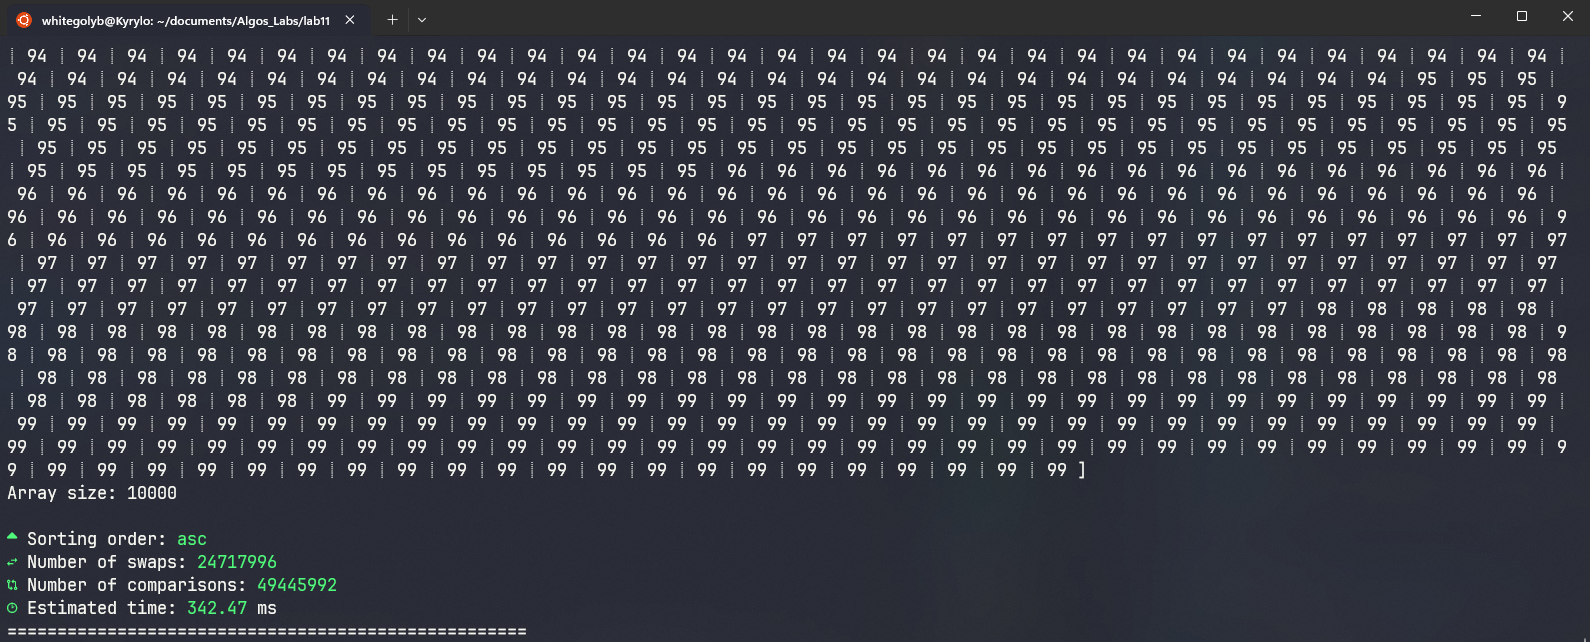 whitegolyb@Kyrylo: ~/documents/Algos_Labs/lab11
┊ 94 ┊ 94 ┊ 94 ┊ 94 ┊ 94 ┊ 94 ┊ 94 ┊ 94 ┊ 94 ┊ 94 ┊ 94 ┊ 94 ┊ 94 ┊ 94 ┊ 94 ┊ 94 ┊ 94 ┊ 94 ┊ 94 ┊ 94 ┊ 94 ┊ 94 ┊ 94 ┊ 94 ┊ 94 ┊ 94 ┊ 94 ┊ 94 ┊ 94 ┊ 94 ┊ 94 ┊
94 ┊ 94 ┊ 94 ┊ 94 ┊ 94 ┊ 94 ┊ 94 ┊ 94 ┊ 94 ┊ 94 ┊ 94 ┊ 94 ┊ 94 ┊ 94 ┊ 94 ┊ 94 ┊ 94 ┊ 94 ┊ 94 ┊ 94 ┊ 94 ┊ 94 ┊ 94 ┊ 94 ┊ 94 ┊ 94 ┊ 94 ┊ 94 ┊ 95 ┊ 95 ┊ 95 ┊
95 ┊ 95 ┊ 95 ┊ 95 ┊ 95 ┊ 95 ┊ 95 ┊ 95 ┊ 95 ┊ 95 ┊ 95 ┊ 95 ┊ 95 ┊ 95 ┊ 95 ┊ 95 ┊ 95 ┊ 95 ┊ 95 ┊ 95 ┊ 95 ┊ 95 ┊ 95 ┊ 95 ┊ 95 ┊ 95 ┊ 95 ┊ 95 ┊ 95 ┊ 95 ┊ 95 ┊ 9
5 ┊ 95 ┊ 95 ┊ 95 ┊ 95 ┊ 95 ┊ 95 ┊ 95 ┊ 95 ┊ 95 ┊ 95 ┊ 95 ┊ 95 ┊ 95 ┊ 95 ┊ 95 ┊ 95 ┊ 95 ┊ 95 ┊ 95 ┊ 95 ┊ 95 ┊ 95 ┊ 95 ┊ 95 ┊ 95 ┊ 95 ┊ 95 ┊ 95 ┊ 95 ┊ 95 ┊ 95
┊ 95 ┊ 95 ┊ 95 ┊ 95 ┊ 95 ┊ 95 ┊ 95 ┊ 95 ┊ 95 ┊ 95 ┊ 95 ┊ 95 ┊ 95 ┊ 95 ┊ 95 ┊ 95 ┊ 95 ┊ 95 ┊ 95 ┊ 95 ┊ 95 ┊ 95 ┊ 95 ┊ 95 ┊ 95 ┊ 95 ┊ 95 ┊ 95 ┊ 95 ┊ 95 ┊ 95
┊ 95 ┊ 95 ┊ 95 ┊ 95 ┊ 95 ┊ 95 ┊ 95 ┊ 95 ┊ 95 ┊ 95 ┊ 95 ┊ 95 ┊ 95 ┊ 95 ┊ 96 ┊ 96 ┊ 96 ┊ 96 ┊ 96 ┊ 96 ┊ 96 ┊ 96 ┊ 96 ┊ 96 ┊ 96 ┊ 96 ┊ 96 ┊ 96 ┊ 96 ┊ 96 ┊ 96 ┊
96 ┊ 96 ┊ 96 ┊ 96 ┊ 96 ┊ 96 ┊ 96 ┊ 96 ┊ 96 ┊ 96 ┊ 96 ┊ 96 ┊ 96 ┊ 96 ┊ 96 ┊ 96 ┊ 96 ┊ 96 ┊ 96 ┊ 96 ┊ 96 ┊ 96 ┊ 96 ┊ 96 ┊ 96 ┊ 96 ┊ 96 ┊ 96 ┊ 96 ┊ 96 ┊ 96 ┊
96 ┊ 96 ┊ 96 ┊ 96 ┊ 96 ┊ 96 ┊ 96 ┊ 96 ┊ 96 ┊ 96 ┊ 96 ┊ 96 ┊ 96 ┊ 96 ┊ 96 ┊ 96 ┊ 96 ┊ 96 ┊ 96 ┊ 96 ┊ 96 ┊ 96 ┊ 96 ┊ 96 ┊ 96 ┊ 96 ┊ 96 ┊ 96 ┊ 96 ┊ 96 ┊ 96 ┊ 9
6 ┊ 96 ┊ 96 ┊ 96 ┊ 96 ┊ 96 ┊ 96 ┊ 96 ┊ 96 ┊ 96 ┊ 96 ┊ 96 ┊ 96 ┊ 96 ┊ 96 ┊ 97 ┊ 97 ┊ 97 ┊ 97 ┊ 97 ┊ 97 ┊ 97 ┊ 97 ┊ 97 ┊ 97 ┊ 97 ┊ 97 ┊ 97 ┊ 97 ┊ 97 ┊ 97 ┊ 97
┊ 97 ┊ 97 ┊ 97 ┊ 97 ┊ 97 ┊ 97 ┊ 97 ┊ 97 ┊ 97 ┊ 97 ┊ 97 ┊ 97 ┊ 97 ┊ 97 ┊ 97 ┊ 97 ┊ 97 ┊ 97 ┊ 97 ┊ 97 ┊ 97 ┊ 97 ┊ 97 ┊ 97 ┊ 97 ┊ 97 ┊ 97 ┊ 97 ┊ 97 ┊ 97 ┊ 97
┊ 97 ┊ 97 ┊ 97 ┊ 97 ┊ 97 ┊ 97 ┊ 97 ┊ 97 ┊ 97 ┊ 97 ┊ 97 ┊ 97 ┊ 97 ┊ 97 ┊ 97 ┊ 97 ┊ 97 ┊ 97 ┊ 97 ┊ 97 ┊ 97 ┊ 97 ┊ 97 ┊ 97 ┊ 97 ┊ 97 ┊ 97 ┊ 97 ┊ 97 ┊ 97 ┊ 97 ┊
97 ┊ 97 ┊ 97 ┊ 97 ┊ 97 ┊ 97 ┊ 97 ┊ 97 ┊ 97 ┊ 97 ┊ 97 ┊ 97 ┊ 97 ┊ 97 ┊ 97 ┊ 97 ┊ 97 ┊ 97 ┊ 97 ┊ 97 ┊ 97 ┊ 97 ┊ 97 ┊ 97 ┊ 97 ┊ 97 ┊ 98 ┊ 98 ┊ 98 ┊ 98 ┊ 98 ┊
98 ┊ 98 ┊ 98 ┊ 98 ┊ 98 ┊ 98 ┊ 98 ┊ 98 ┊ 98 ┊ 98 ┊ 98 ┊ 98 ┊ 98 ┊ 98 ┊ 98 ┊ 98 ┊ 98 ┊ 98 ┊ 98 ┊ 98 ┊ 98 ┊ 98 ┊ 98 ┊ 98 ┊ 98 ┊ 98 ┊ 98 ┊ 98 ┊ 98 ┊ 98 ┊ 98 ┊ 9
8 ┊ 98 ┊ 98 ┊ 98 ┊ 98 ┊ 98 ┊ 98 ┊ 98 ┊ 98 ┊ 98 ┊ 98 ┊ 98 ┊ 98 ┊ 98 ┊ 98 ┊ 98 ┊ 98 ┊ 98 ┊ 98 ┊ 98 ┊ 98 ┊ 98 ┊ 98 ┊ 98 ┊ 98 ┊ 98 ┊ 98 ┊ 98 ┊ 98 ┊ 98 ┊ 98 ┊ 98
┊ 98 ┊ 98 ┊ 98 ┊ 98 ┊ 98 ┊ 98 ┊ 98 ┊ 98 ┊ 98 ┊ 98 ┊ 98 ┊ 98 ┊ 98 ┊ 98 ┊ 98 ┊ 98 ┊ 98 ┊ 98 ┊ 98 ┊ 98 ┊ 98 ┊ 98 ┊ 98 ┊ 98 ┊ 98 ┊ 98 ┊ 98 ┊ 98 ┊ 98 ┊ 98 ┊ 98
┊ 98 ┊ 98 ┊ 98 ┊ 98 ┊ 98 ┊ 98 ┊ 99 ┊ 99 ┊ 99 ┊ 99 ┊ 99 ┊ 99 ┊ 99 ┊ 99 ┊ 99 ┊ 99 ┊ 99 ┊ 99 ┊ 99 ┊ 99 ┊ 99 ┊ 99 ┊ 99 ┊ 99 ┊ 99 ┊ 99 ┊ 99 ┊ 99 ┊ 99 ┊ 99 ┊ 99 ┊
99 ┊ 99 ┊ 99 ┊ 99 ┊ 99 ┊ 99 ┊ 99 ┊ 99 ┊ 99 ┊ 99 ┊ 99 ┊ 99 ┊ 99 ┊ 99 ┊ 99 ┊ 99 ┊ 99 ┊ 99 ┊ 99 ┊ 99 ┊ 99 ┊ 99 ┊ 99 ┊ 99 ┊ 99 ┊ 99 ┊ 99 ┊ 99 ┊ 99 ┊ 99 ┊ 99 ┊
99 ┊ 99 ┊ 99 ┊ 99 ┊ 99 ┊ 99 ┊ 99 ┊ 99 ┊ 99 ┊ 99 ┊ 99 ┊ 99 ┊ 99 ┊ 99 ┊ 99 ┊ 99 ┊ 99 ┊ 99 ┊ 99 ┊ 99 ┊ 99 ┊ 99 ┊ 99 ┊ 99 ┊ 99 ┊ 99 ┊ 99 ┊ 99 ┊ 99 ┊ 99 ┊ 99 ┊ 9
9 ┊ 99 ┊ 99 ┊ 99 ┊ 99 ┊ 99 ┊ 99 ┊ 99 ┊ 99 ┊ 99 ┊ 99 ┊ 99 ┊ 99 ┊ 99 ┊ 99 ┊ 99 ┊ 99 ┊ 99 ┊ 99 ┊ 99 ┊ 99 ┊ 99 ]
Array size: 10000
Sorting order: asc
Number of swaps: 24717996
Number of comparisons: 49445992
Estimated time: 342.47 ms
====================================================